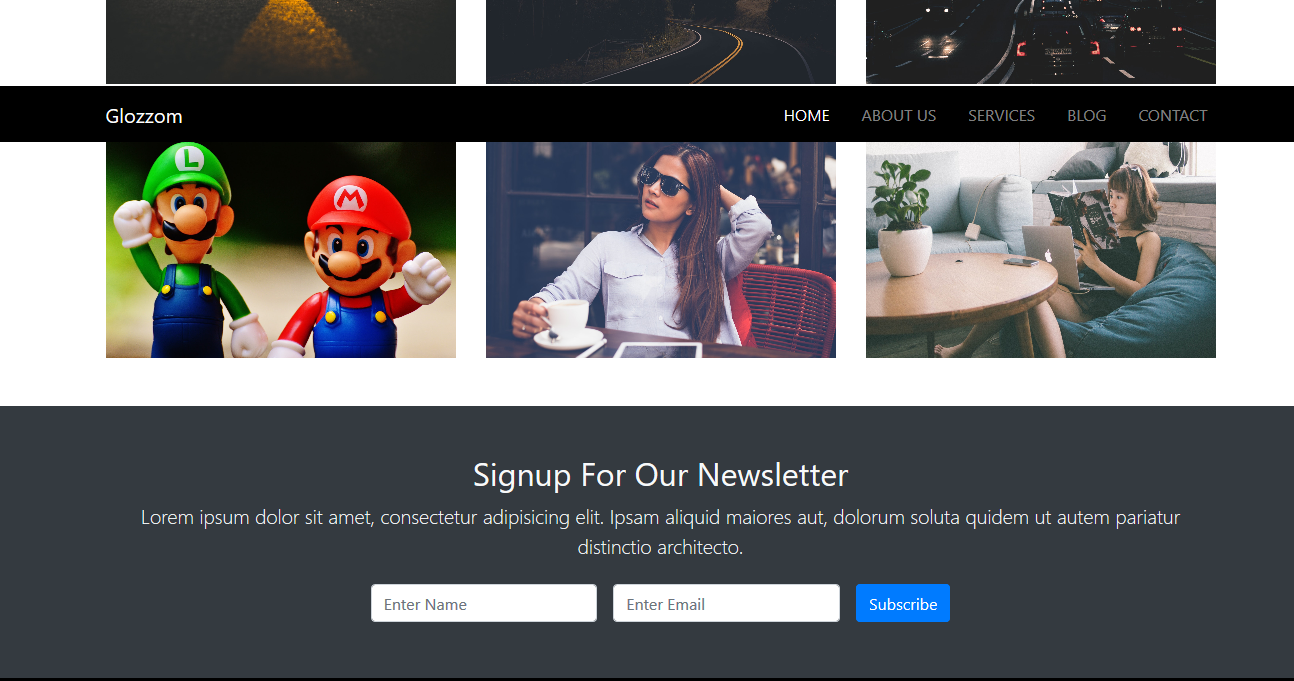 Glozzom HOME ABOUT US SERVICES BLOG CONTACT
L
M
Signup For Our Newsletter
Lorem ipsum dolor sit amet, consectetur adipisicing elit. Ipsam aliquid maiores aut, dolorum soluta quidem ut autem pariatur
distinctio architecto.
Enter Name Enter Email Subscribe